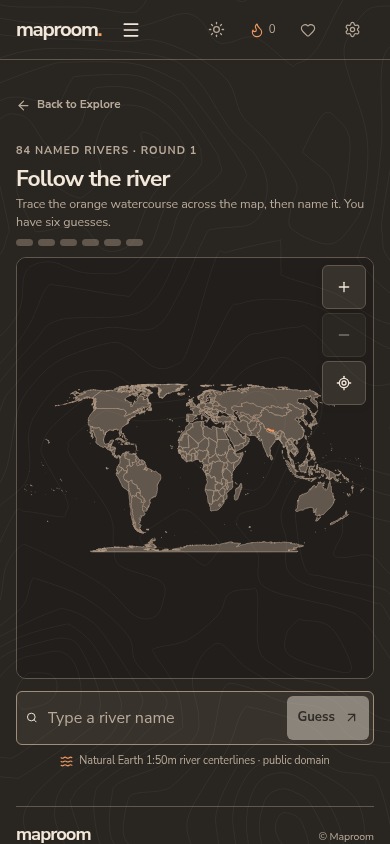 maproom.
0
Back to Explore
84 NAMED RIVERS · ROUND 1
Follow the river
Trace the orange watercourse across the map, then name it. You
have six guesses.
Type a river name
Guess
Natural Earth 1:50m river centerlines · public domain
maproom
© Maproom